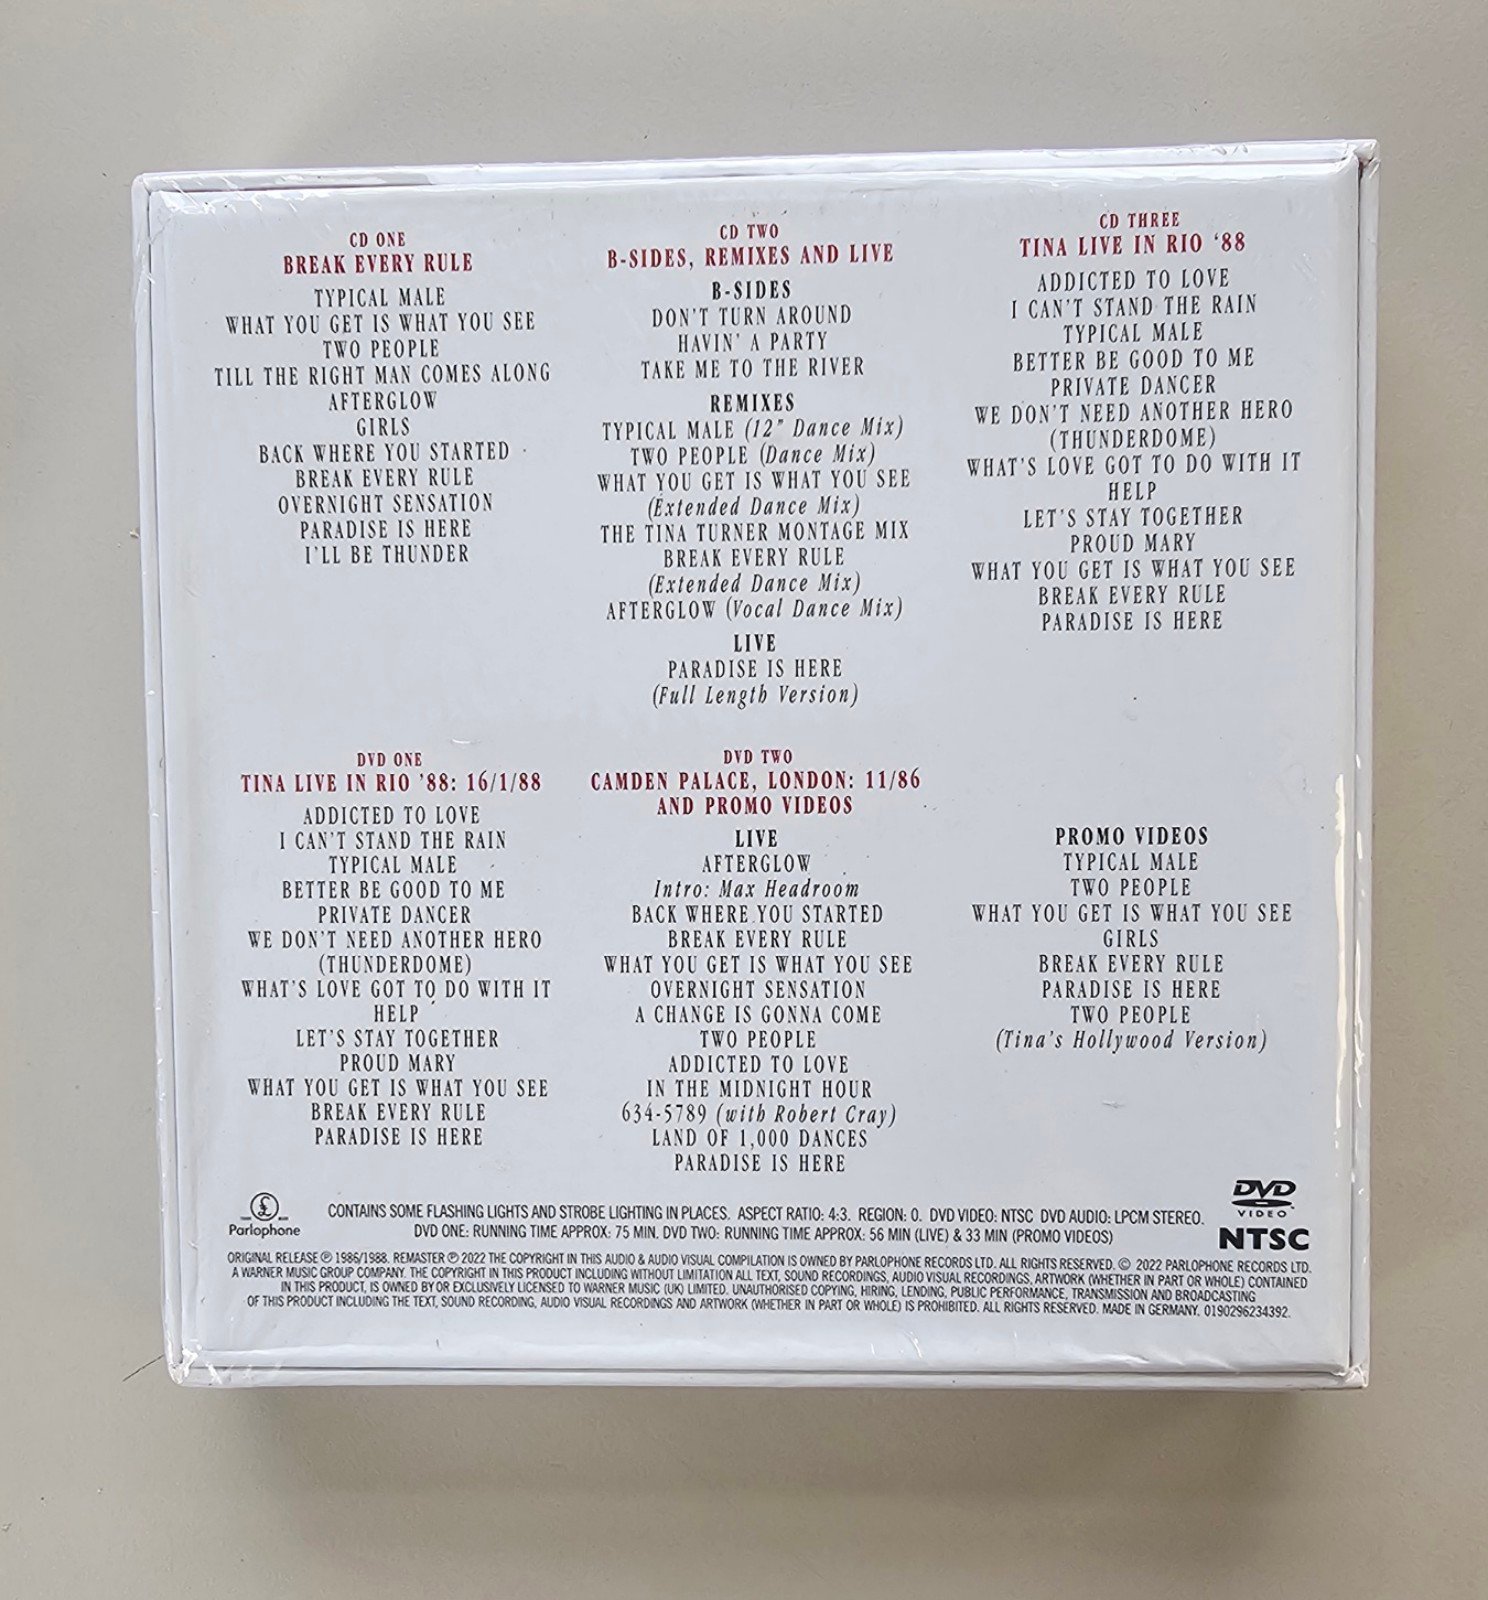 CD ONE
BREAK EVERY RULE
TYPICAL MALE
WHAT YOU GET IS WHAT YOU SEE
TWO PEOPLE
TILL THE RIGHT MAN COMES ALONG
AFTERGLOW
GIRLS
BACK WHERE YOU STARTED
BREAK EVERY RULE
OVERNIGHT SENSATION
PARADISE IS HERE
I'LL BE THUNDER
CD TWO
B-SIDES, REMIXES AND LIVE
B-SIDES
DON'T TURN AROUND
HAVIN' A PARTY
TAKE ME TO THE RIVER
REMIXES
TYPICAL MALE (12" Dance Mix)
TWO PEOPLE (Dance Mix)
WHAT YOU GET IS WHAT YOU SEE
(Extended Dance Mix)
THE TINA TURNER MONTAGE MIX
BREAK EVERY RULE
(Extended Dance Mix)
AFTERGLOW (Vocal Dance Mix)
LIVE
PARADISE IS HERE
(Full Length Version)
CD THREE
TINA LIVE IN RIO '88
ADDICTED TO LOVE
I CAN'T STAND THE RAIN
TYPICAL MALE
BETTER BE GOOD TO ME
PRIVATE DANCER
WE DON'T NEED ANOTHER HERO
(THUNDERDOME)
WHAT'S LOVE GOT TO DO WITH IT
HELP
LET'S STAY TOGETHER
PROUD MARY
WHAT YOU GET IS WHAT YOU SEE
BREAK EVERY RULE
PARADISE IS HERE
DVD ONE
TINA LIVE IN RIO '88: 16/1/88
ADDICTED TO LOVE
I CAN'T STAND THE RAIN
TYPICAL MALE
BETTER BE GOOD TO ME
PRIVATE DANCER
WE DON'T NEED ANOTHER HERO
(THUNDERDOME)
WHAT'S LOVE GOT TO DO WITH IT
HELP
LET'S STAY TOGETHER
PROUD MARY
WHAT YOU GET IS WHAT YOU SEE
BREAK EVERY RULE
PARADISE IS HERE
DVD TWO
CAMDEN PALACE, LONDON: 11/86
AND PROMO VIDEOS
LIVE
AFTERGLOW
Intro: Max Headroom
BACK WHERE YOU STARTED
BREAK EVERY RULE
WHAT YOU GET IS WHAT YOU SEE
OVERNIGHT SENSATION
A CHANGE IS GONNA COME
TWO PEOPLE
ADDICTED TO LOVE
IN THE MIDNIGHT HOUR
634-5789 (with Robert Cray)
LAND OF 1,000 DANCES
PARADISE IS HERE
PROMO VIDEOS
TYPICAL MALE
TWO PEOPLE
WHAT YOU GET IS WHAT YOU SEE
GIRLS
BREAK EVERY RULE
PARADISE IS HERE
TWO PEOPLE
(Tina's Hollywood Version)
£
Parlophone
CONTAINS SOME FLASHING LIGHTS AND STROBE LIGHTING IN PLACES. ASPECT RATIO: 4:3. REGION: 0. DVD VIDEO: NTSC DVD AUDIO: LPCM STEREO.
DVD ONE: RUNNING TIME APPROX: 75 MIN. DVD TWO: RUNNING TIME APPROX: 56 MIN (LIVE) & 33 MIN (PROMO VIDEOS)
DVD
VIDEO
NTSC
ORIGINAL RELEASE ℗ 1986/1988. REMASTER ℗ 2022 THE COPYRIGHT IN THIS AUDIO & AUDIO VISUAL COMPILATION IS OWNED BY PARLOPHONE RECORDS LTD. ALL RIGHTS RESERVED. © 2022 PARLOPHONE RECORDS LTD.
A WARNER MUSIC GROUP COMPANY. THE COPYRIGHT IN THIS PRODUCT INCLUDING WITHOUT LIMITATION ALL TEXT, SOUND RECORDINGS, AUDIO VISUAL RECORDINGS, ARTWORK (WHETHER IN PART OR WHOLE) CONTAINED
IN THIS PRODUCT, IS OWNED BY OR EXCLUSIVELY LICENSED TO WARNER MUSIC (UK) LIMITED. UNAUTHORISED COPYING, HIRING, LENDING, PUBLIC PERFORMANCE, TRANSMISSION AND BROADCASTING
OF THIS PRODUCT INCLUDING THE TEXT, SOUND RECORDING, AUDIO VISUAL RECORDINGS AND ARTWORK (WHETHER IN PART OR WHOLE) IS PROHIBITED. ALL RIGHTS RESERVED. MADE IN GERMANY. 0190296234392.